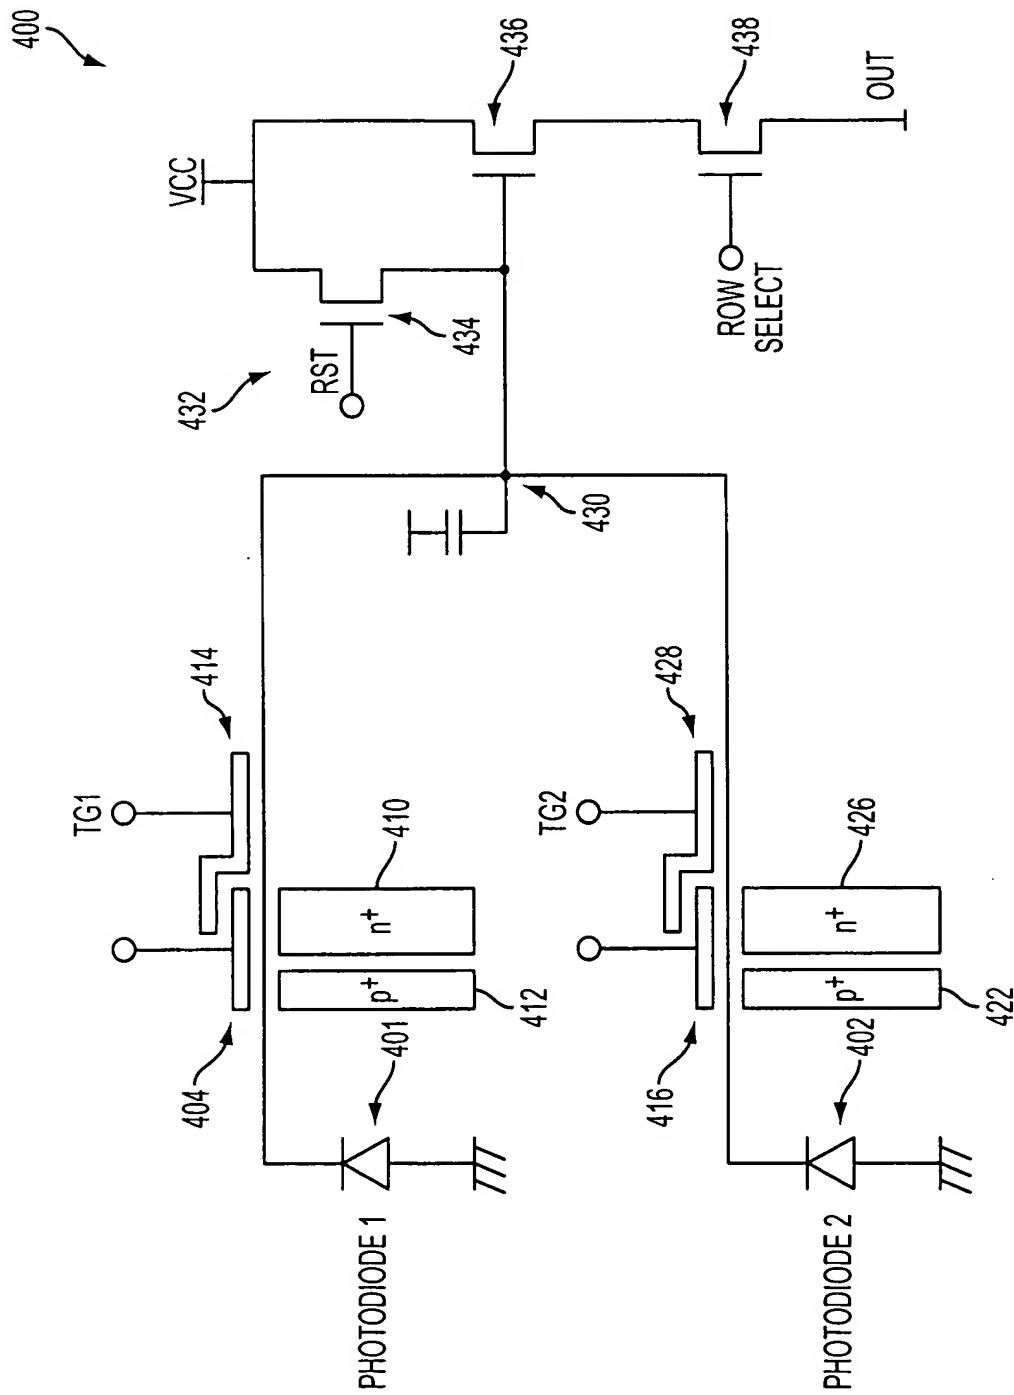 400
VCC
436
438
OUT
432
RST
434
ROW
SELECT
430
414
TG1
410
n+
p+
412
404
401
PHOTODIODE 1
428
TG2
426
n+
p+
422
416
402
PHOTODIODE 2